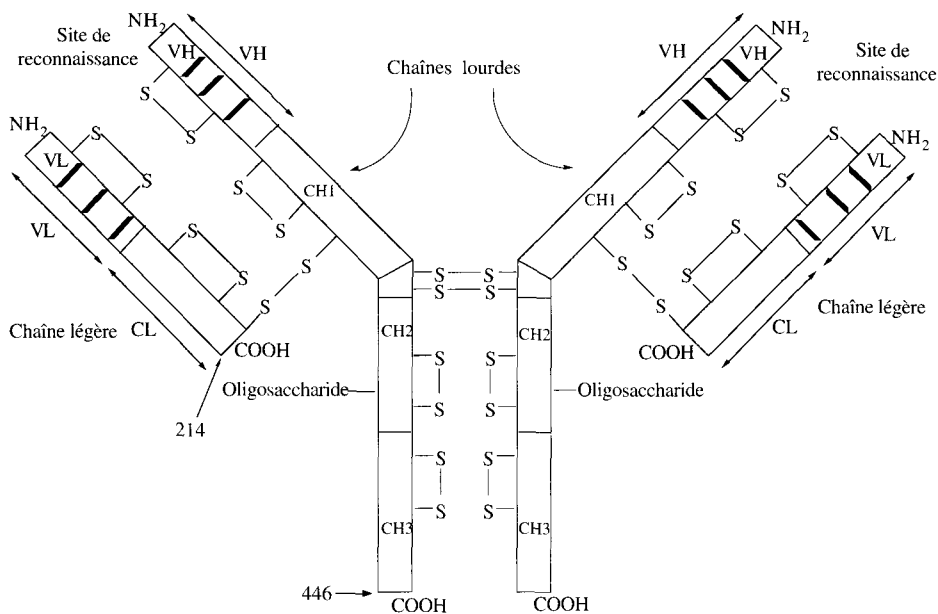 NH2
Site de
reconnaissance
VH
VH
S
S
Chaînes lourdes
VH
VH
NH2
S
S
Site de
reconnaissance
NH2
VL
VL
S
S
S
S
CH1
S
S
S
S
Chaîne légère
CL
COOH
214
CH1
S
S
S
S
NH2
VL
VL
S
S
S
S
Chaîne légère
CL
COOH
S
S
S
S
CH2
S
S
CH2
S
S
Oligosaccharide
Oligosaccharide
S
S
CH3
S
S
CH3
446
COOH
COOH